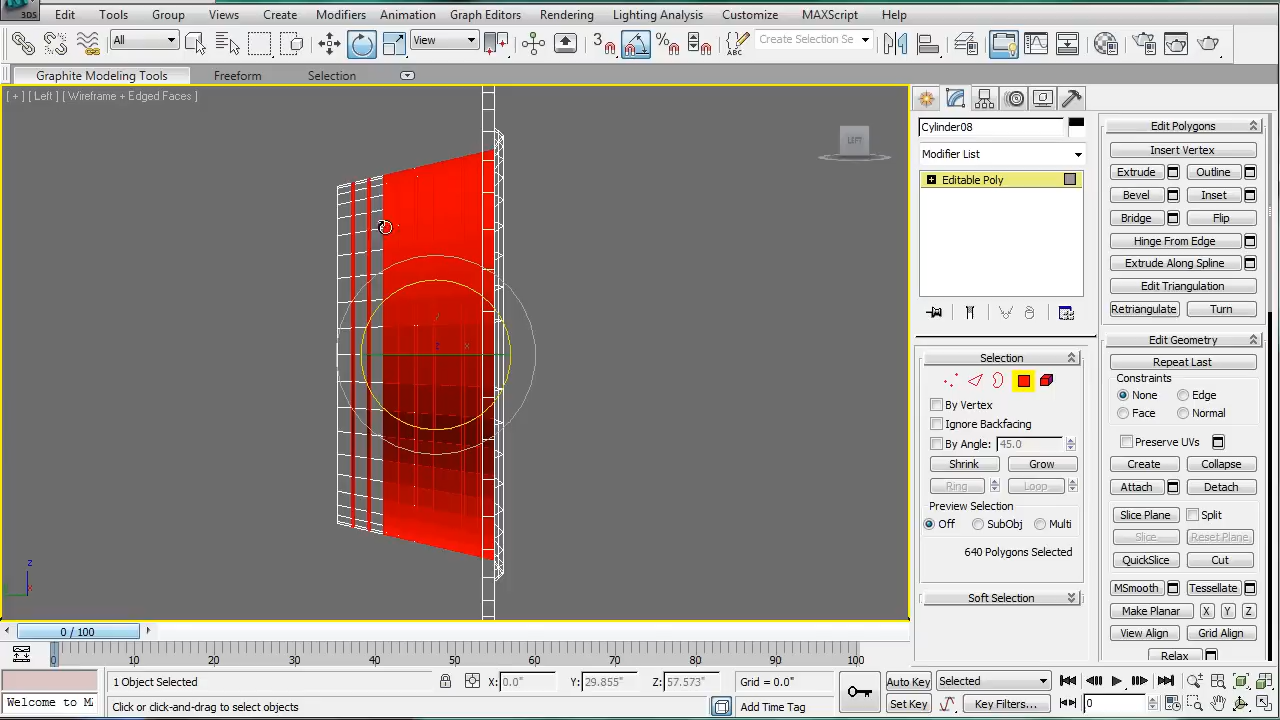 3DS Edit Tools Group Views Create Modifiers Animation Graph Editors Rendering Lighting Analysis Customize MAXScript Help
All View 3 ABC Create Selection Se
Graphite Modeling Tools Freeform Selection
[ + ] [ Left ] [ Wireframe + Edged Faces ]
LEFT
Cylinder08
Modifier List
Editable Poly
Selection
By Vertex
Ignore Backfacing
By Angle: 45.0
Shrink Grow
Ring Loop
Preview Selection
Off SubObj Multi
640 Polygons Selected
Soft Selection
Edit Polygons
Insert Vertex
Extrude Outline
Bevel Inset
Bridge Flip
Hinge From Edge
Extrude Along Spline
Edit Triangulation
Retriangulate Turn
Edit Geometry
Repeat Last
Constraints
None Edge
Face Normal
Preserve UVs
Create Collapse
Attach Detach
Slice Plane Split
Slice Reset Plane
QuickSlice Cut
MSmooth Tessellate
Make Planar X Y Z
View Align Grid Align
Relax
z
x
y
z x
0 / 100
0 10 20 30 40 50 60 70 80 90 100
1 Object Selected X: 0.0" Y: 29.855" Z: 57.573" Grid = 0.0" Auto Key Selected
Welcome to M Click or click-and-drag to select objects Add Time Tag Set Key Key Filters... 0